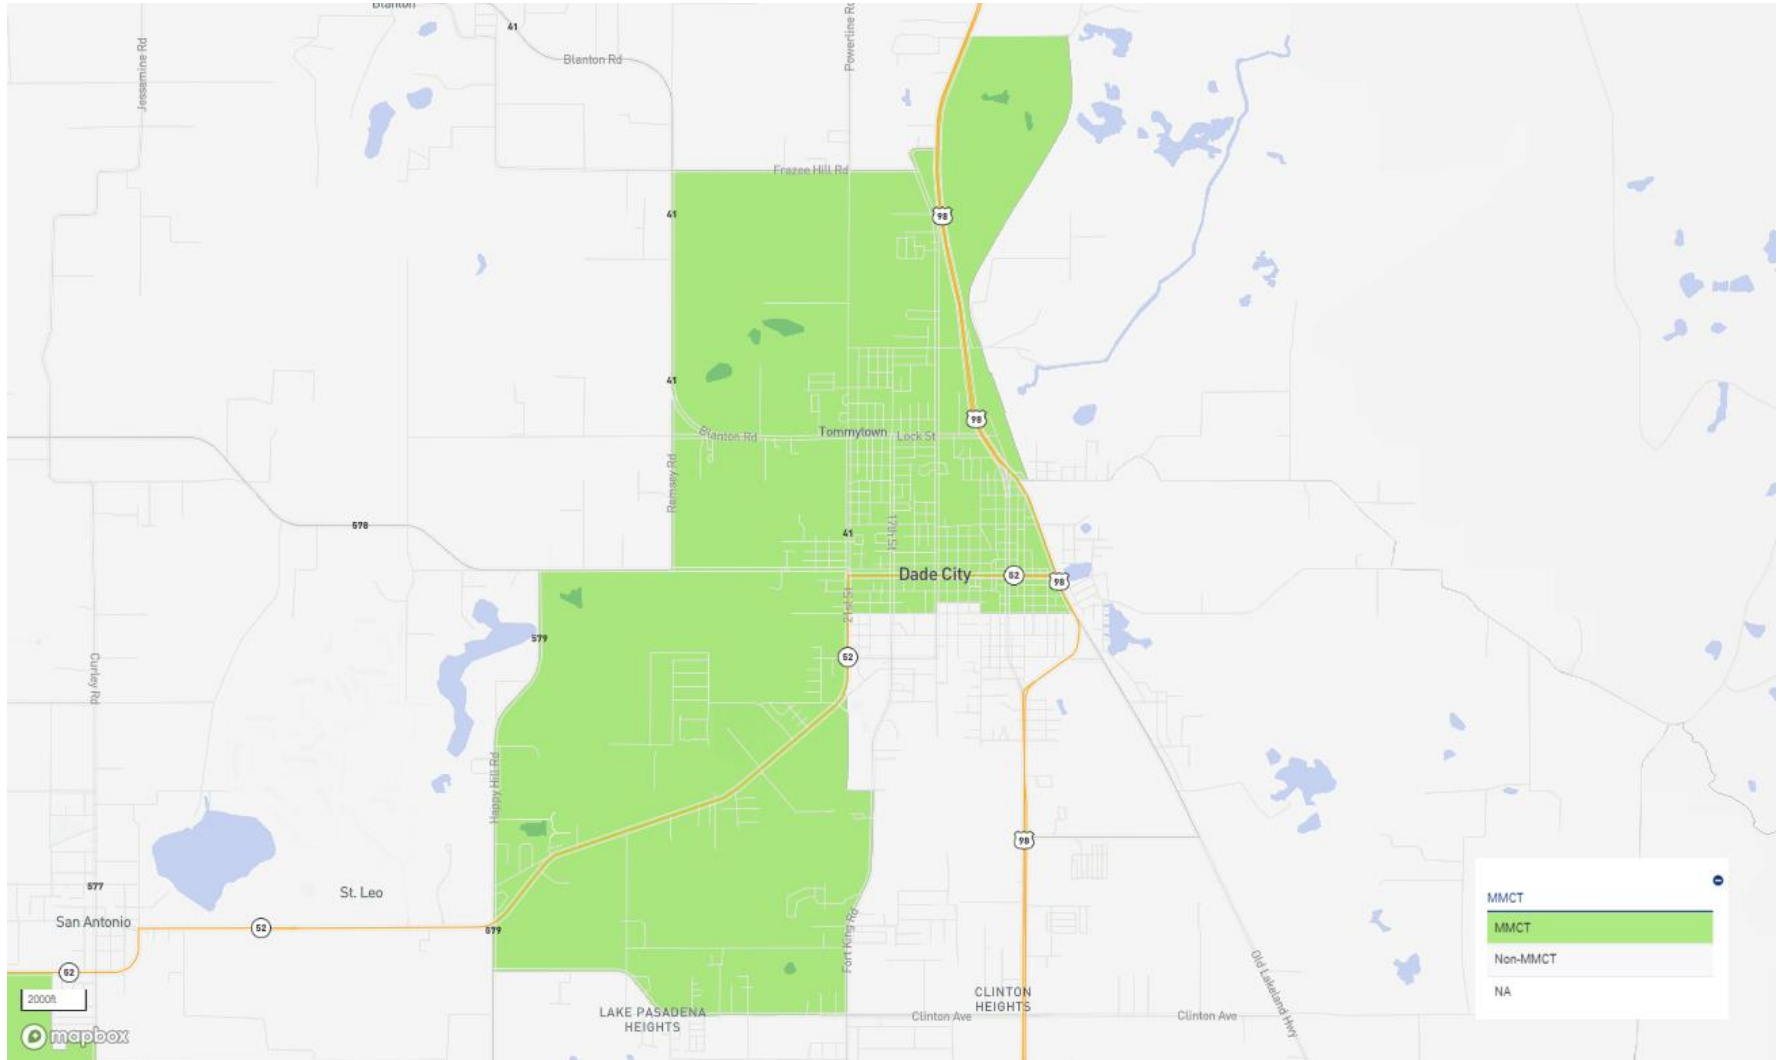 Blanton
41
Blanton Rd
Powerline Rd
Jessamine Rd
Frazee Hill Rd
41
98
41
98
Blanton Rd
Tommytown
Lock St
Ramsey Rd
578
41
17th St
Dade City
52
98
21st St
579
52
Curley Rd
Happy Hill Rd
98
577
St. Leo
San Antonio
52
579
Fort King Rd
52
Old Lakeland Hwy
CLINTON
HEIGHTS
LAKE PASADENA
HEIGHTS
Clinton Ave
Clinton Ave
2000ft
mapbox
MMCT
MMCT
Non-MMCT
NA